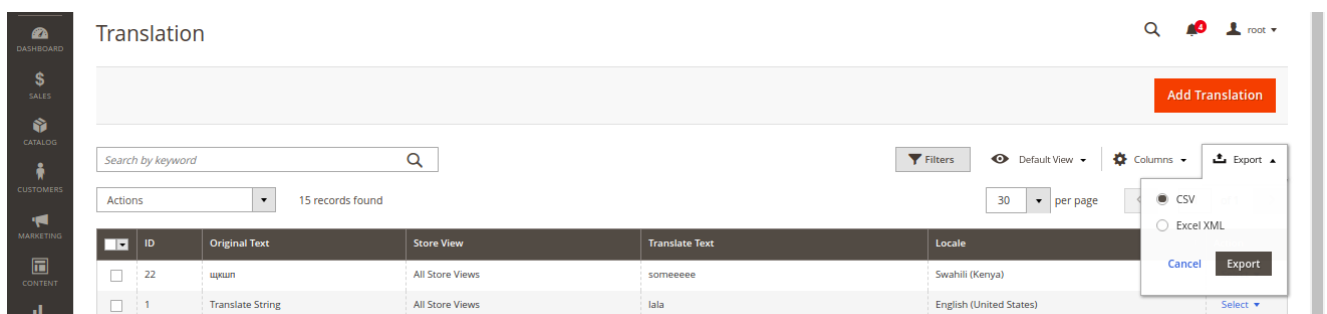 Translation
4
root
DASHBOARD
SALES
CATALOG
CUSTOMERS
MARKETING
CONTENT
Add Translation
Search by keyword
Filters
Default View
Columns
Export
Actions
15 records found
30
per page
CSV
Excel XML
Cancel
Export
ID Original Text Store View Translate Text Locale
22 щкшп All Store Views someeeee Swahili (Kenya)
1 Translate String All Store Views lala English (United States) Select